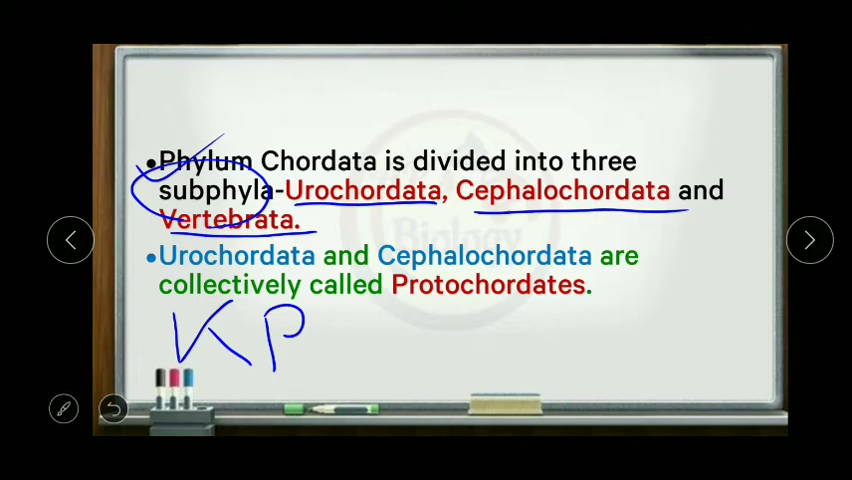 •Phylum Chordata is divided into three
subphyla-Urochordata, Cephalochordata and
Vertebrata.
•Urochordata and Cephalochordata are
collectively called Protochordates.
KP
Biology